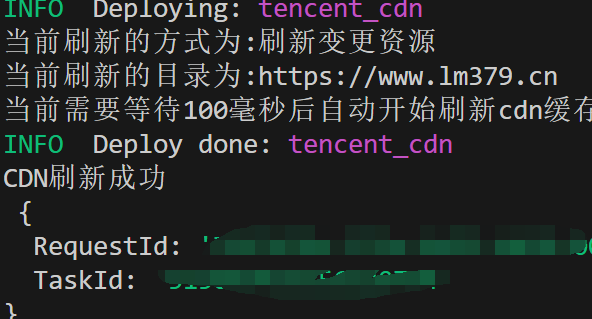 INFO  Deploying: tencent_cdn
当前刷新的方式为:刷新变更资源
当前刷新的目录为:https://www.lm379.cn
当前需要等待100毫秒后自动开始刷新cdn缓存
INFO  Deploy done: tencent_cdn
CDN刷新成功
{
RequestId: '
TaskId:
}